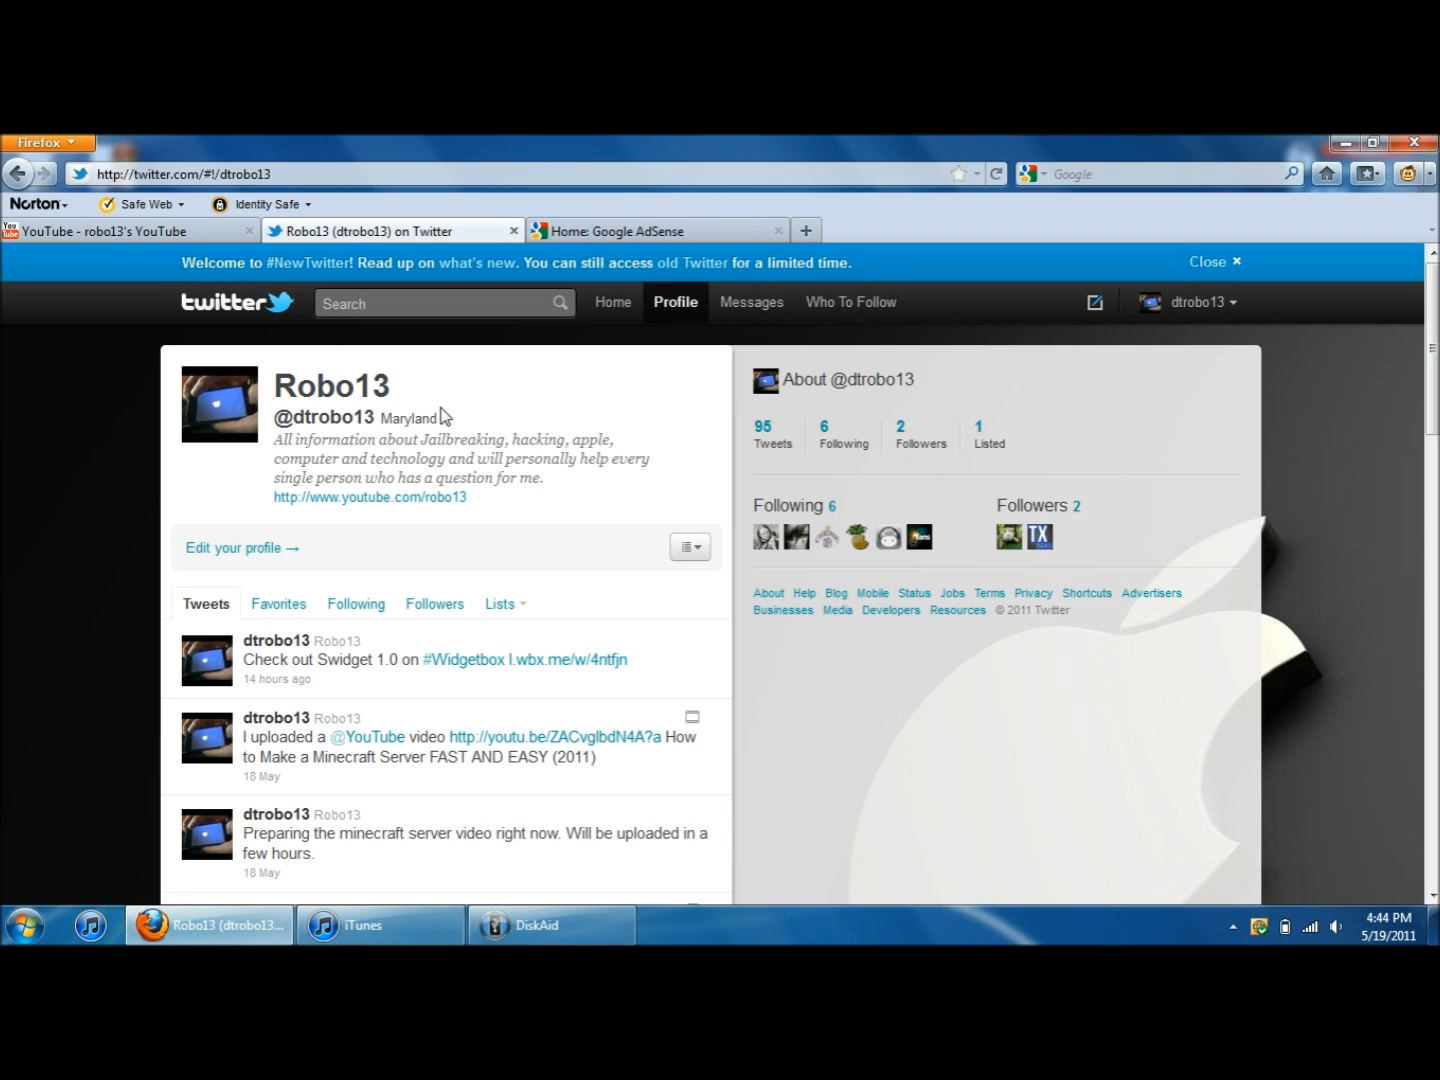 Firefox
http://twitter.com/#!/dtrobo13
Google
Norton
Safe Web
Identity Safe
You Tube
YouTube - robo13's YouTube
Robo13 (dtrobo13) on Twitter
Home: Google AdSense
Welcome to #NewTwitter! Read up on what's new. You can still access old Twitter for a limited time.
Close
twitter
Search
Home
Profile
Messages
Who To Follow
dtrobo13
Robo13
@dtrobo13 Maryland
All information about Jailbreaking, hacking, apple,
computer and technology and will personally help every
single person who has a question for me.
http://www.youtube.com/robo13
Edit your profile →
Tweets
Favorites
Following
Followers
Lists
dtrobo13 Robo13
Check out Swidget 1.0 on #Widgetbox l.wbx.me/w/4ntfjn
14 hours ago
dtrobo13 Robo13
I uploaded a @YouTube video http://youtu.be/ZACvglbdN4A?a How
to Make a Minecraft Server FAST AND EASY (2011)
18 May
dtrobo13 Robo13
Preparing the minecraft server video right now. Will be uploaded in a
few hours.
18 May
About @dtrobo13
95 6 2 1
Tweets Following Followers Listed
Following 6
Followers 2
TX
About Help Blog Mobile Status Jobs Terms Privacy Shortcuts Advertisers
Businesses Media Developers Resources © 2011 Twitter
Robo13 (dtrobo13...
iTunes
DiskAid
4:44 PM
5/19/2011